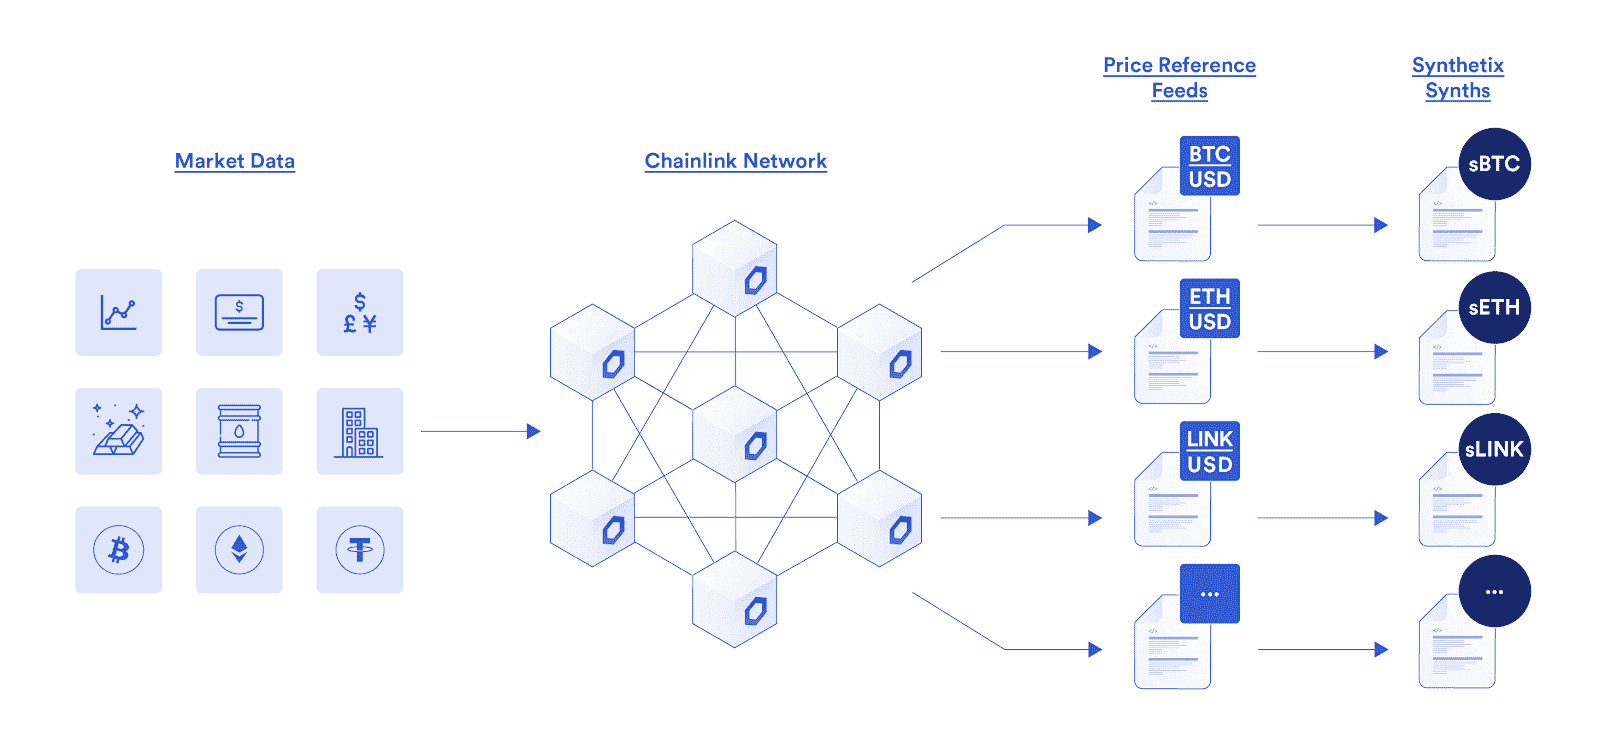 Price Reference
Feeds
Synthetix
Synths
Market Data
Chainlink Network
BTC
USD
sBTC
ETH
USD
sETH
$
$
£ ¥
LINK
USD
sLINK
...
...